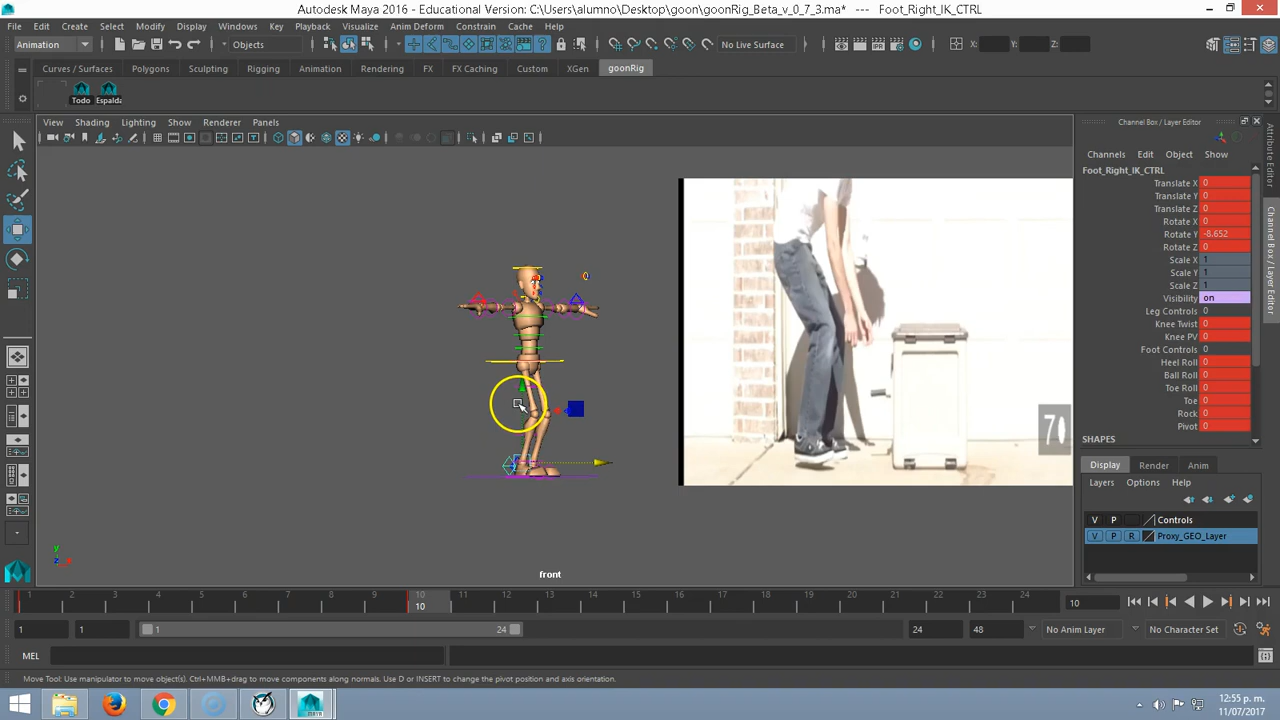 Autodesk Maya 2016 - Educational Version: C:\Users\alumno\Desktop\goon\goonRig_Beta_v_0_7_3.ma* --- Foot_Right_IK_CTRL
File Edit Create Select Modify Display Windows Key Playback Visualize Anim Deform Constrain Cache Help
Animation Objects No Live Surface X: Y: Z:
Curves / Surfaces Polygons Sculpting Rigging Animation Rendering FX FX Caching Custom XGen goonRig
Todo Espalda
View Shading Lighting Show Renderer Panels
Channel Box / Layer Editor
Channels Edit Object Show
Foot_Right_IK_CTRL
Translate X 0
Translate Y 0
Translate Z 0
Rotate X 0
Rotate Y -8.652
Rotate Z 0
Scale X 1
Scale Y 1
Scale Z 1
Visibility on
Leg Controls 0
Knee Twist 0
Knee PV 0
Foot Controls 0
Heel Roll 0
Ball Roll 0
Toe Roll 0
Toe 0
Rock 0
Pivot 0
SHAPES
Display Render Anim
Layers Options Help
V P Controls
V P R Proxy_GEO_Layer
Attribute Editor
Channel Box / Layer Editor
70
y
z
front
1 2 3 4 5 6 7 8 9 10 11 12 13 14 15 16 17 18 19 20 21 22 23 24
10
10
1 1 1 24 24 48 No Anim Layer No Character Set
MEL
Move Tool: Use manipulator to move object(s). Ctrl+MMB+drag to move components along normals. Use D or INSERT to change the pivot position and axis orientation.
12:55 p. m.
11/07/2017